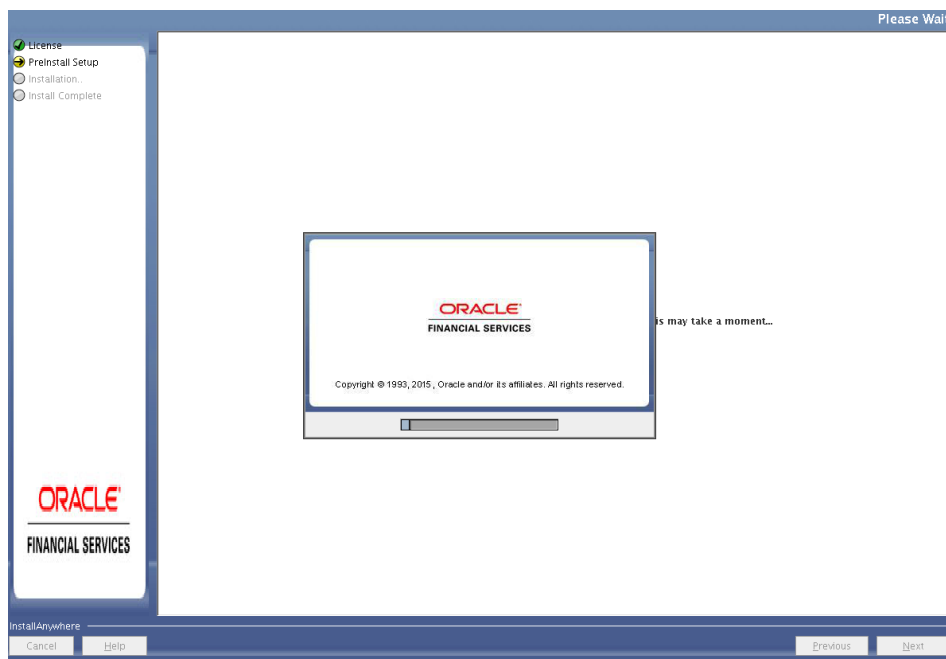 Please Wait
License
PreInstall Setup
Installation..
Install Complete
ORACLE
FINANCIAL SERVICES
is may take a moment...
Copyright © 1993, 2015 , Oracle and/or its affiliates. All rights reserved.
ORACLE
FINANCIAL SERVICES
InstallAnywhere
Cancel Help Previous Next